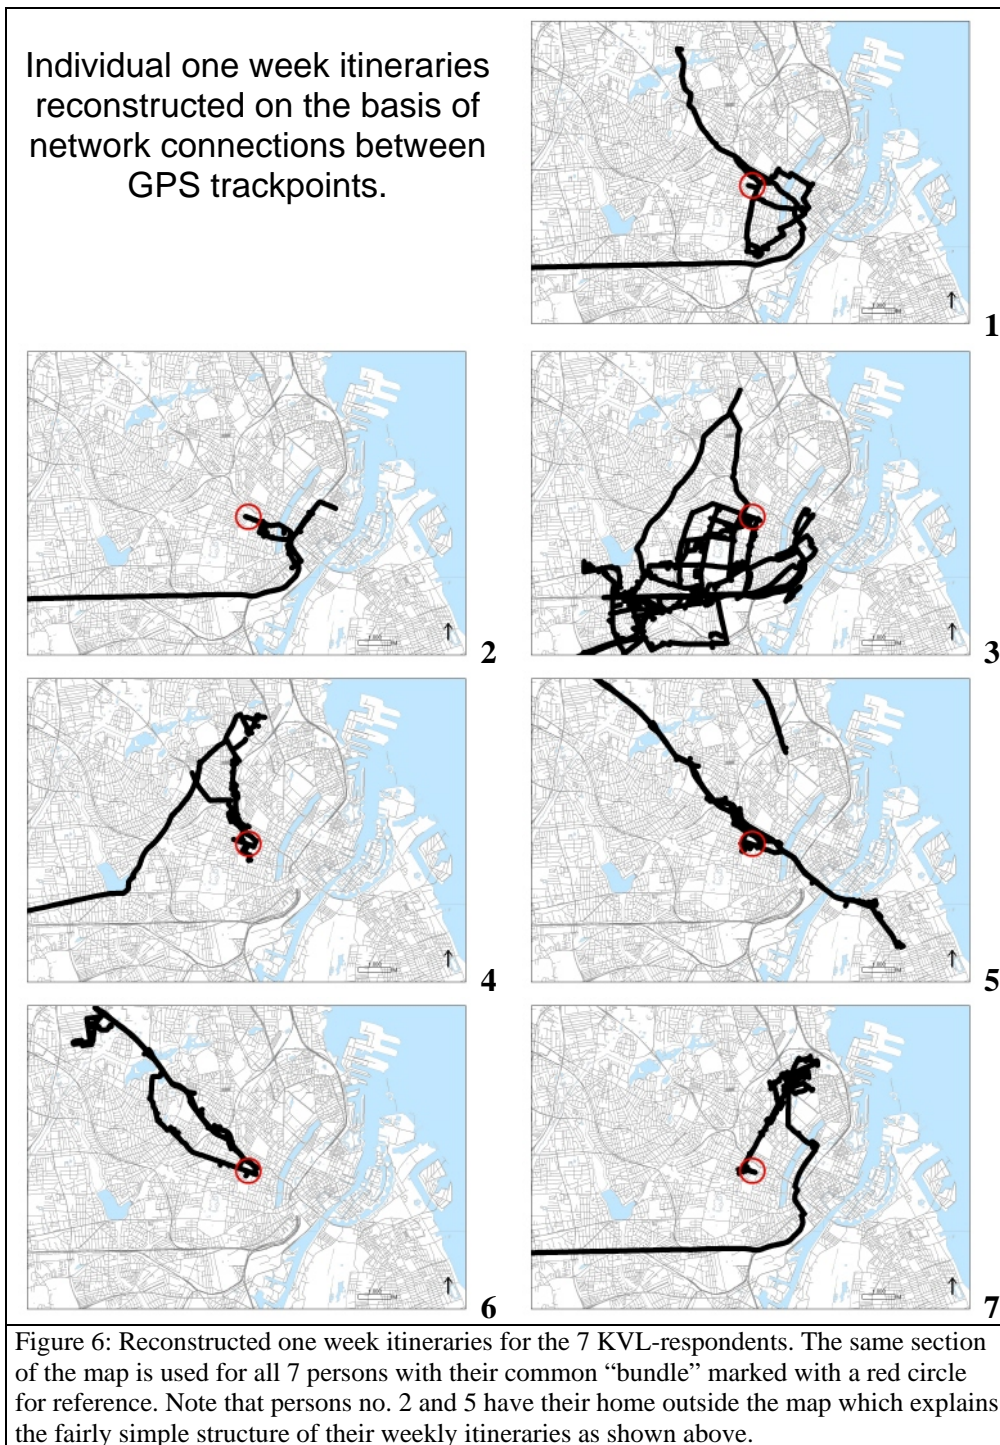 Individual one week itineraries
reconstructed on the basis of
network connections between
GPS trackpoints.
1
2
3
4
5
6
7
Figure 6: Reconstructed one week itineraries for the 7 KVL-respondents. The same section
of the map is used for all 7 persons with their common “bundle” marked with a red circle
for reference. Note that persons no. 2 and 5 have their home outside the map which explains
the fairly simple structure of their weekly itineraries as shown above.